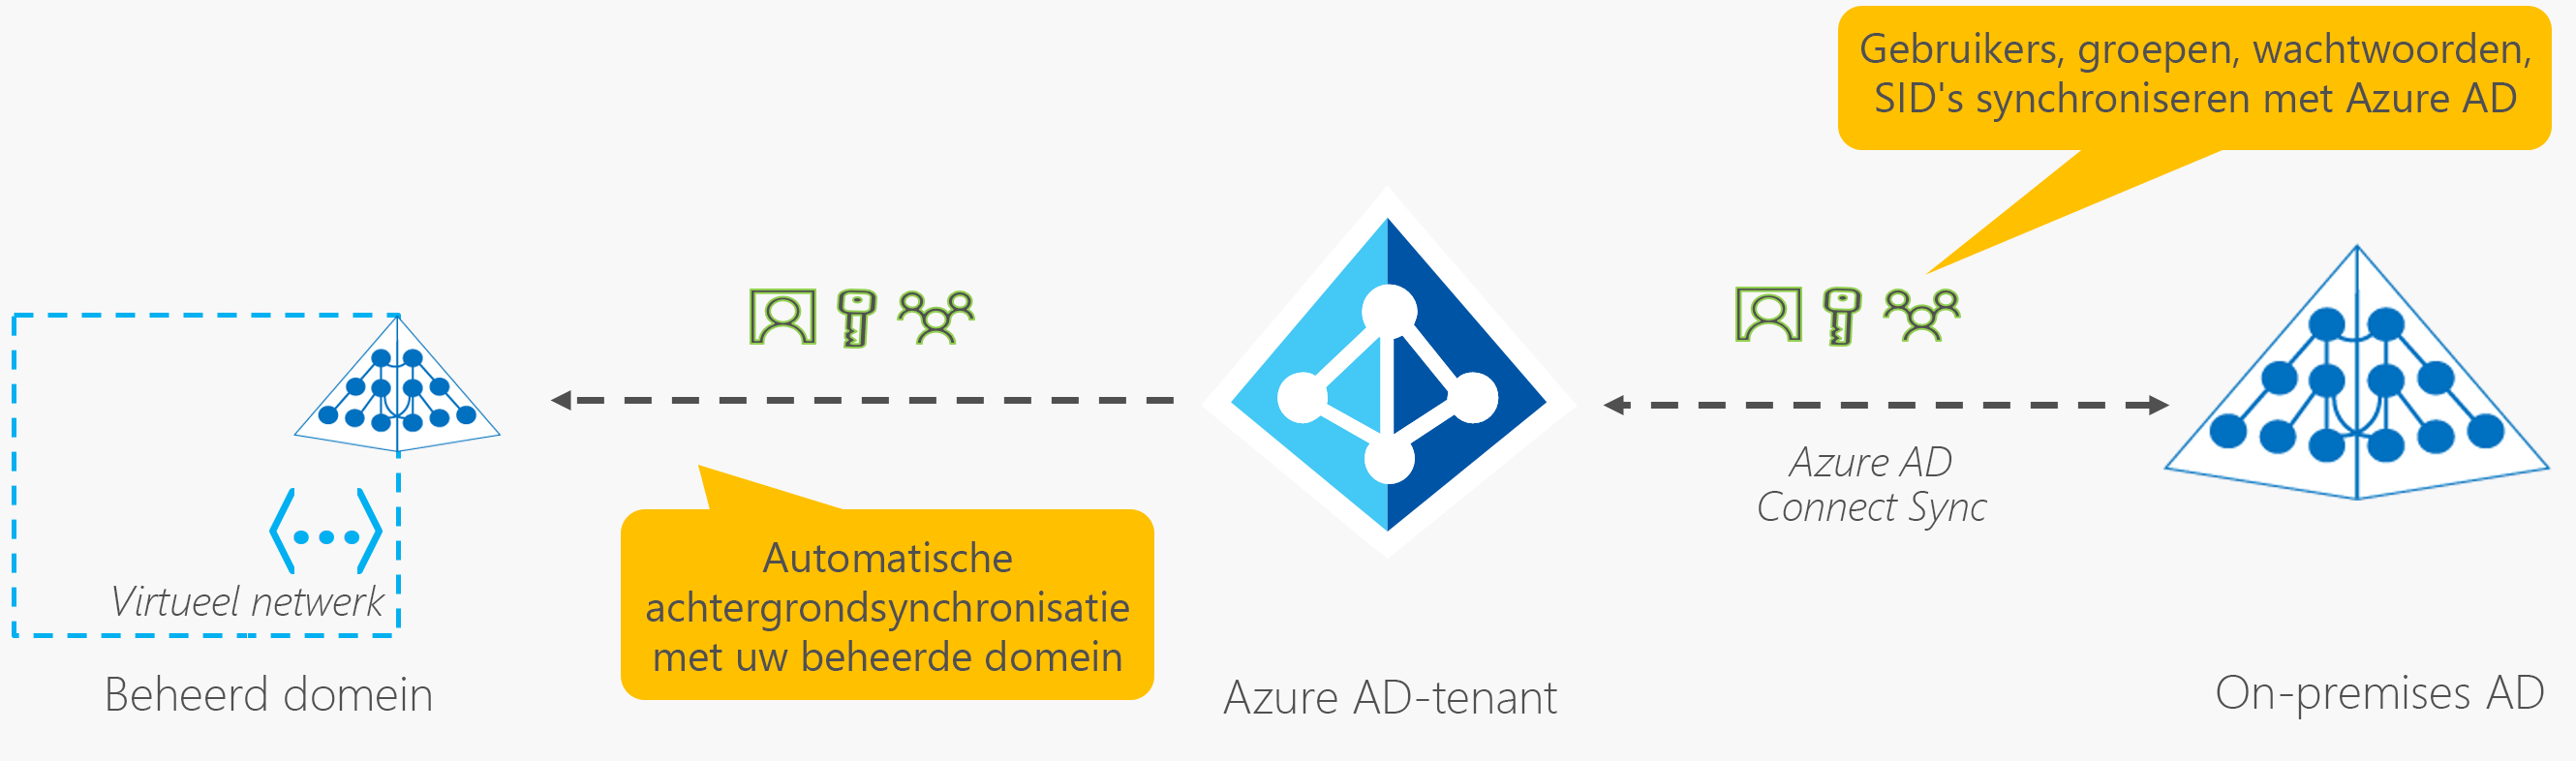 Gebruikers, groepen, wachtwoorden,
SID's synchroniseren met Azure AD
Azure AD
Connect Sync
Automatische
achtergrondsynchronisatie
met uw beheerde domein
Virtueel netwerk
Beheerd domein
Azure AD-tenant
On-premises AD